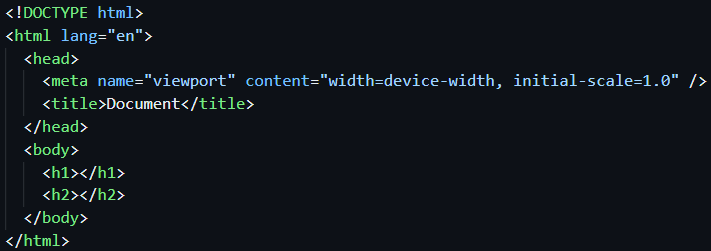 <!DOCTYPE html>
<html lang="en">
  <head>
    <meta name="viewport" content="width=device-width, initial-scale=1.0" />
    <title>Document</title>
  </head>
  <body>
    <h1></h1>
    <h2></h2>
  </body>
</html>